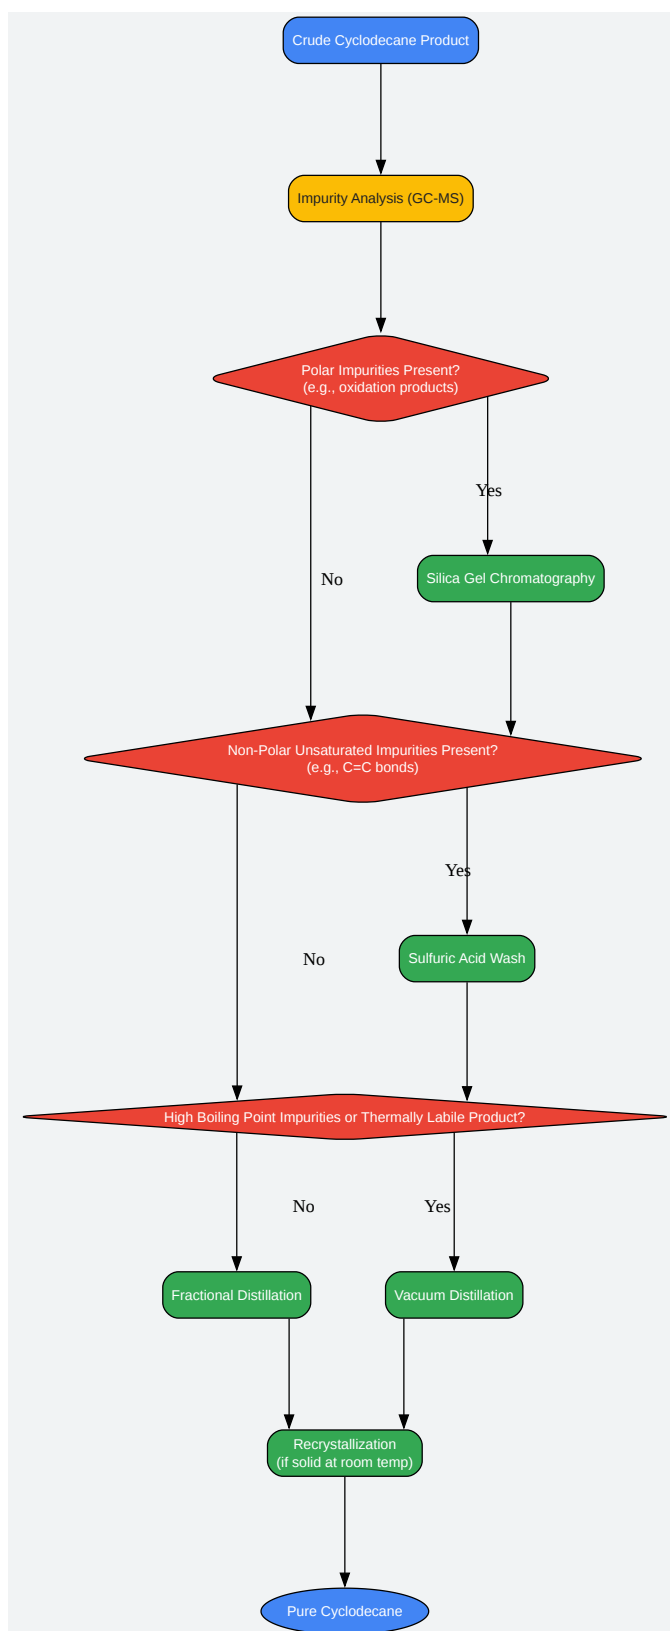 Crude Cyclodecane Product
Impurity Analysis (GC-MS)
Polar Impurities Present?
(e.g., oxidation products)
Yes
No
Silica Gel Chromatography
Non-Polar Unsaturated Impurities Present?
(e.g., C=C bonds)
Yes
No
Sulfuric Acid Wash
High Boiling Point Impurities or Thermally Labile Product?
No
Yes
Fractional Distillation
Vacuum Distillation
Recrystallization
(if solid at room temp)
Pure Cyclodecane